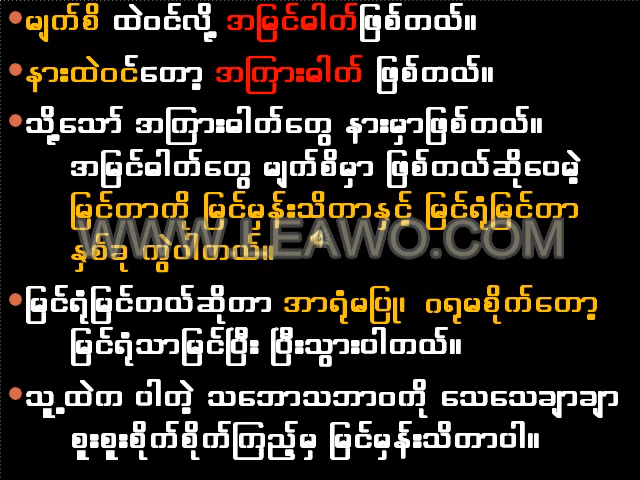 မျက်စိ ထဲဝင်လို့ အမြင်ဓါတ်ဖြစ်တယ်။
နားထဲဝင်တော့ အကြားဓါတ် ဖြစ်တယ်။
သို့သော် အကြားဓါတ်တွေ နားမှာဖြစ်တယ်။
အမြင်ဓါတ်တွေ မျက်စိမှာ ဖြစ်တယ်ဆိုပေမဲ့
မြင်တာကို မြင်မှန်းသိတာနှင့် မြင်ရုံမြင်တာ
WWW.LEAWO.COM
နှစ်ခု ကွဲပါတယ်။
မြင်ရုံမြင်တယ်ဆိုတာ အာရုံမပြု၊ ဂရုမစိုက်တော့
မြင်ရုံသာမြင်ပြီး ပြီးသွားပါတယ်။
သူ့ထဲက ပါတဲ့ သဘောသဘာဝကို သေသေချာချာ
စူးစူးစိုက်စိုက်ကြည့်မှ မြင်မှန်းသိတာပါ။